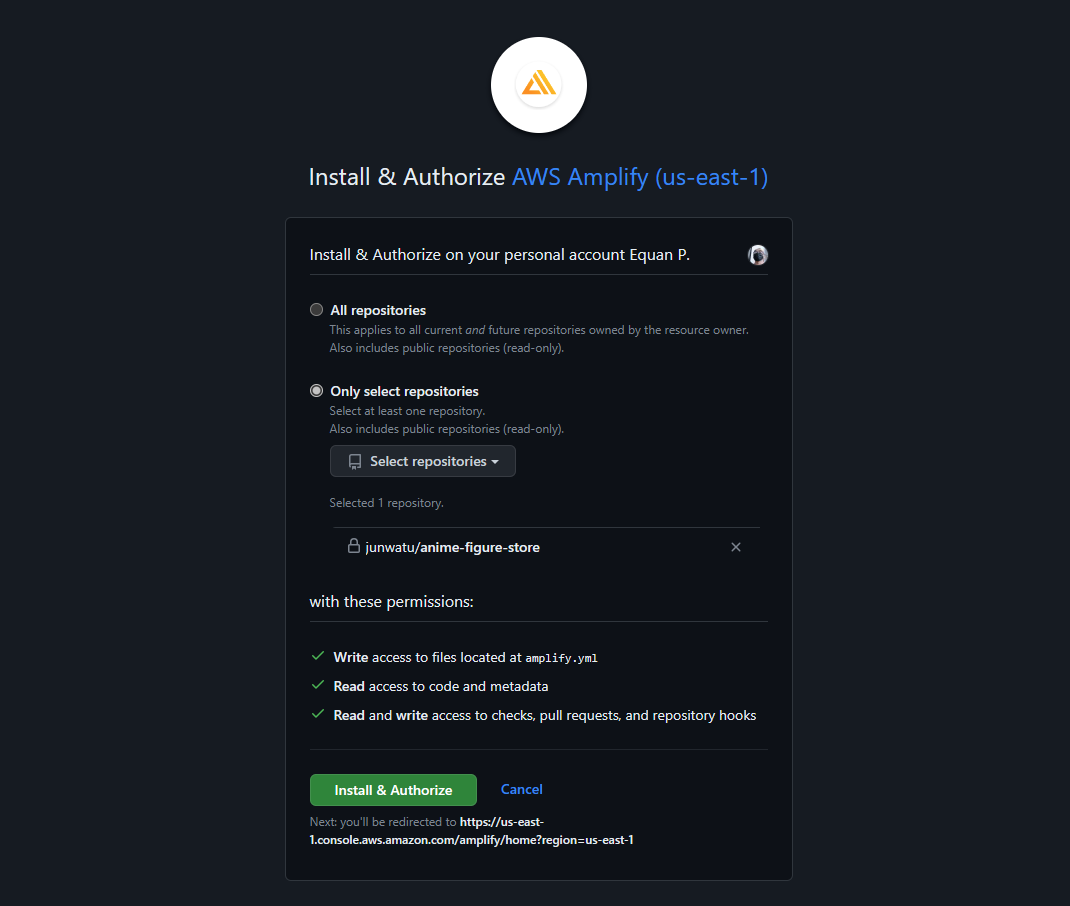 Install & Authorize AWS Amplify (us-east-1)
Install & Authorize on your personal account Equan P.
All repositories
This applies to all current and future repositories owned by the resource owner.
Also includes public repositories (read-only).
Only select repositories
Select at least one repository.
Also includes public repositories (read-only).
Select repositories
Selected 1 repository.
junwatu/anime-figure-store
with these permissions:
Write access to files located at amplify.yml
Read access to code and metadata
Read and write access to checks, pull requests, and repository hooks
Install & Authorize Cancel
Next: you'll be redirected to https://us-east-
1.console.aws.amazon.com/amplify/home?region=us-east-1